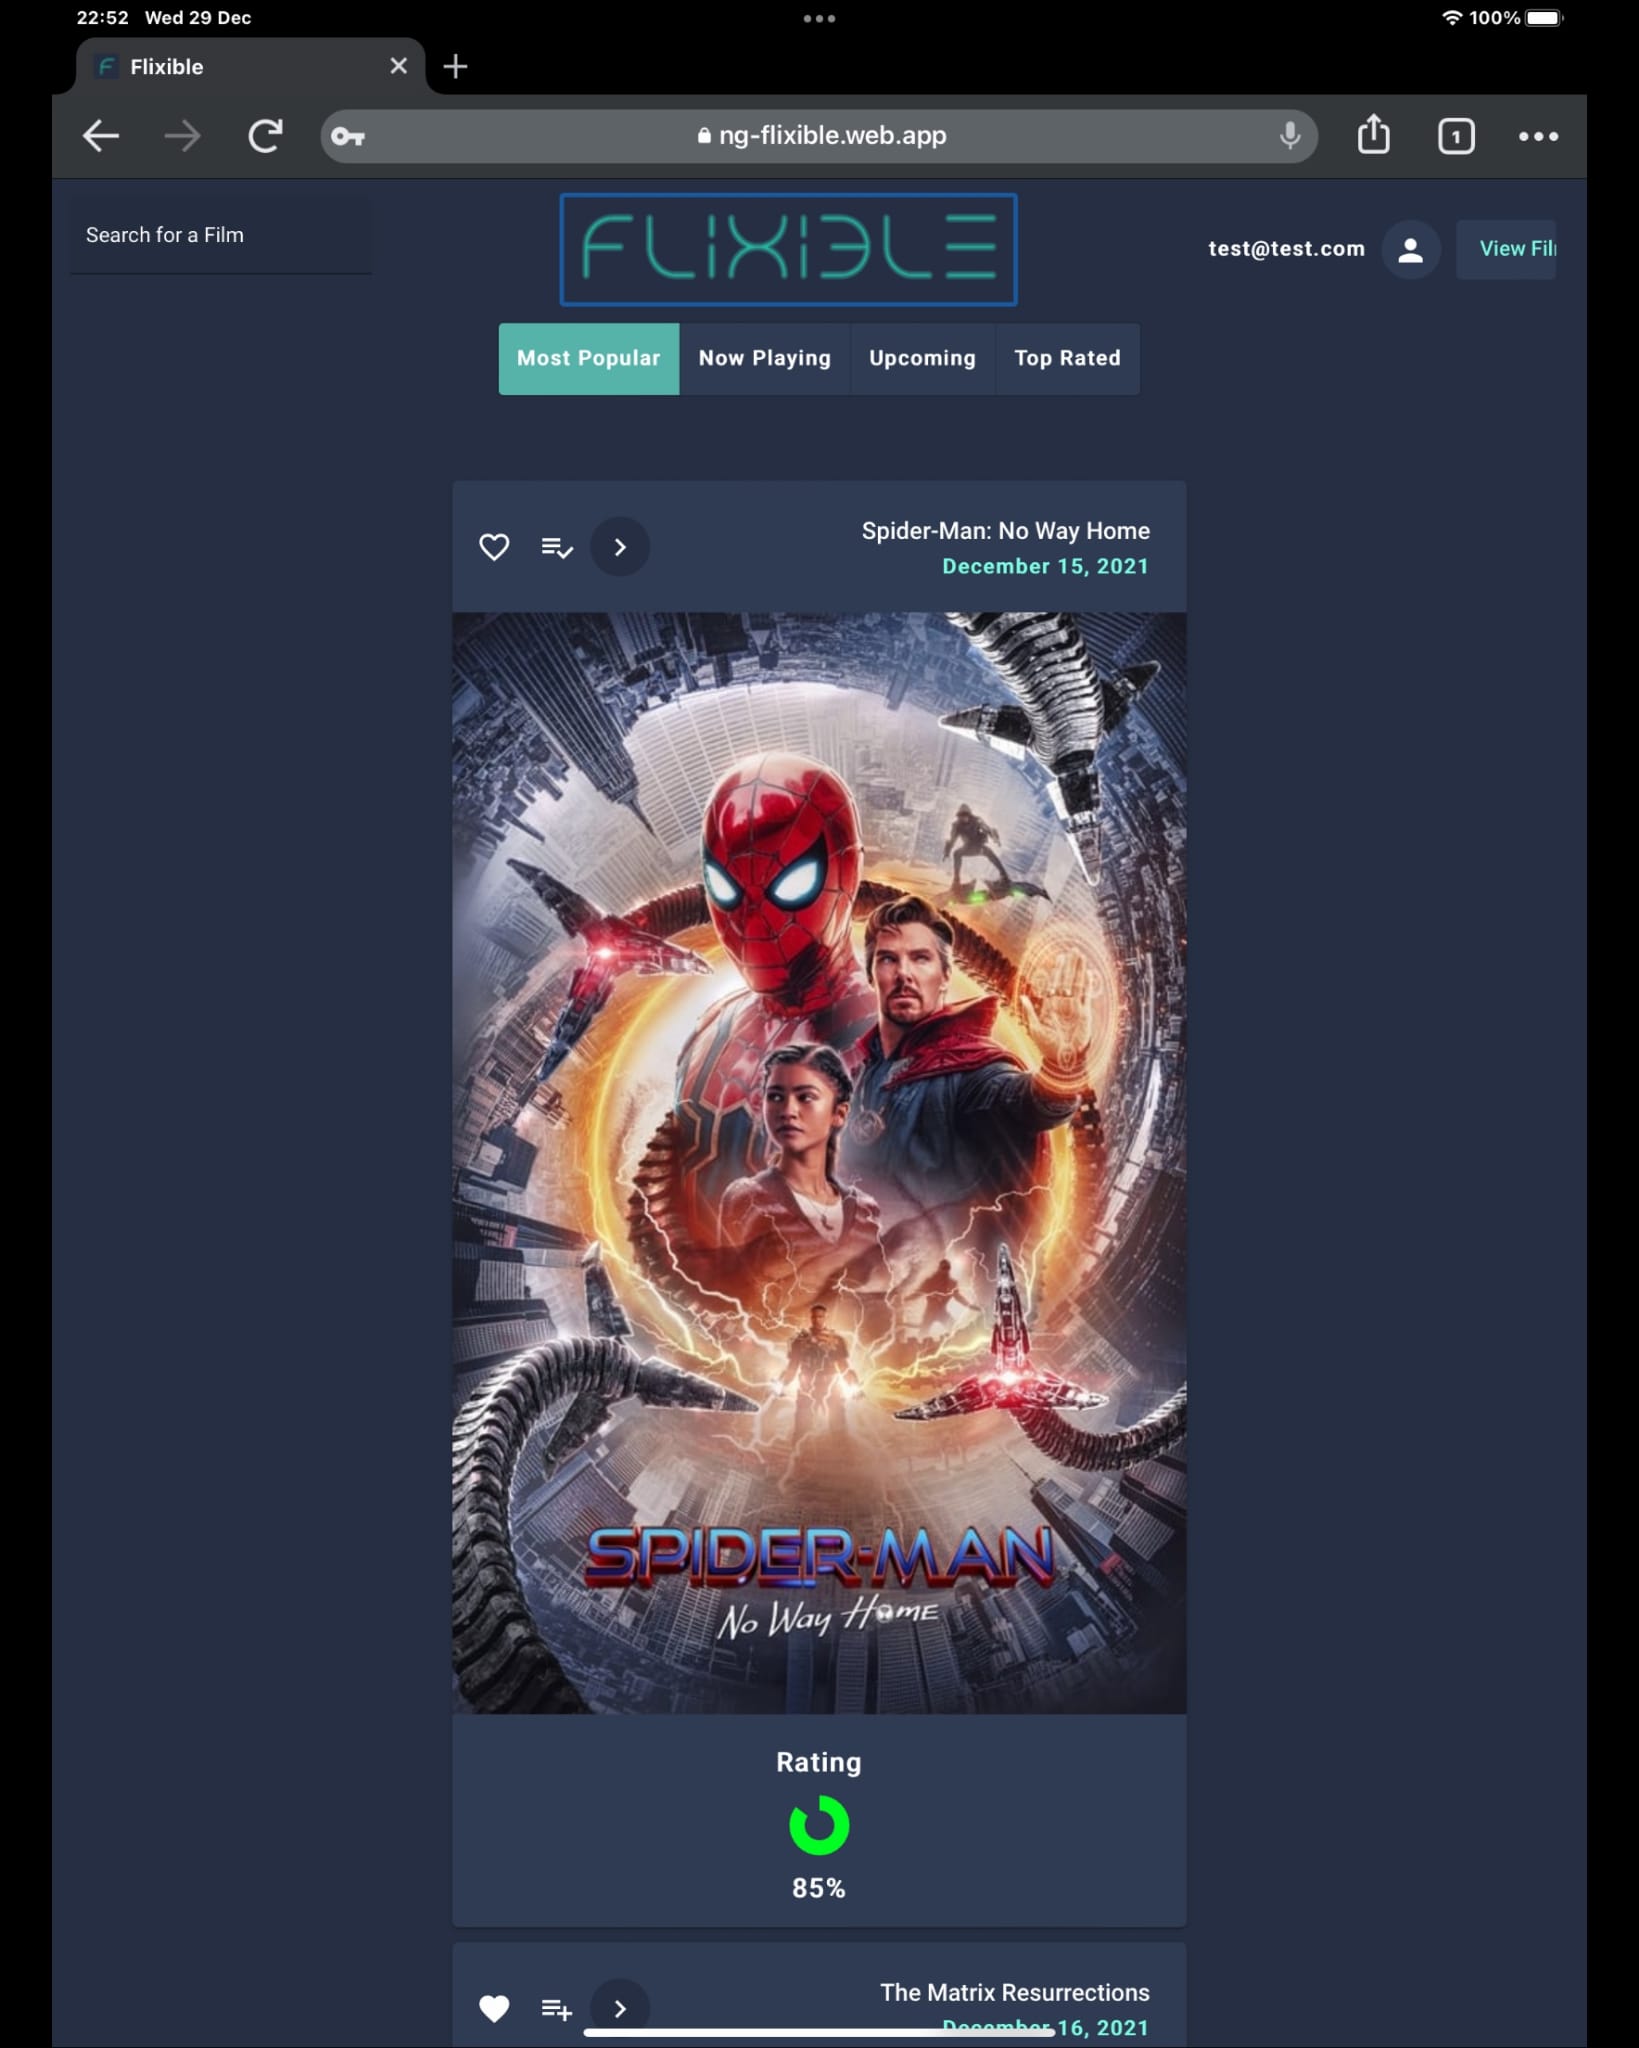 22:52 Wed 29 Dec
100%
Flixible
ng-flixible.web.app
1
Search for a Film
FLIXIBLE
test@test.com
View Fil
Most Popular
Now Playing
Upcoming
Top Rated
Spider-Man: No Way Home
December 15, 2021
SPIDER-MAN
No Way Home
Rating
85%
The Matrix Resurrections
December 16, 2021